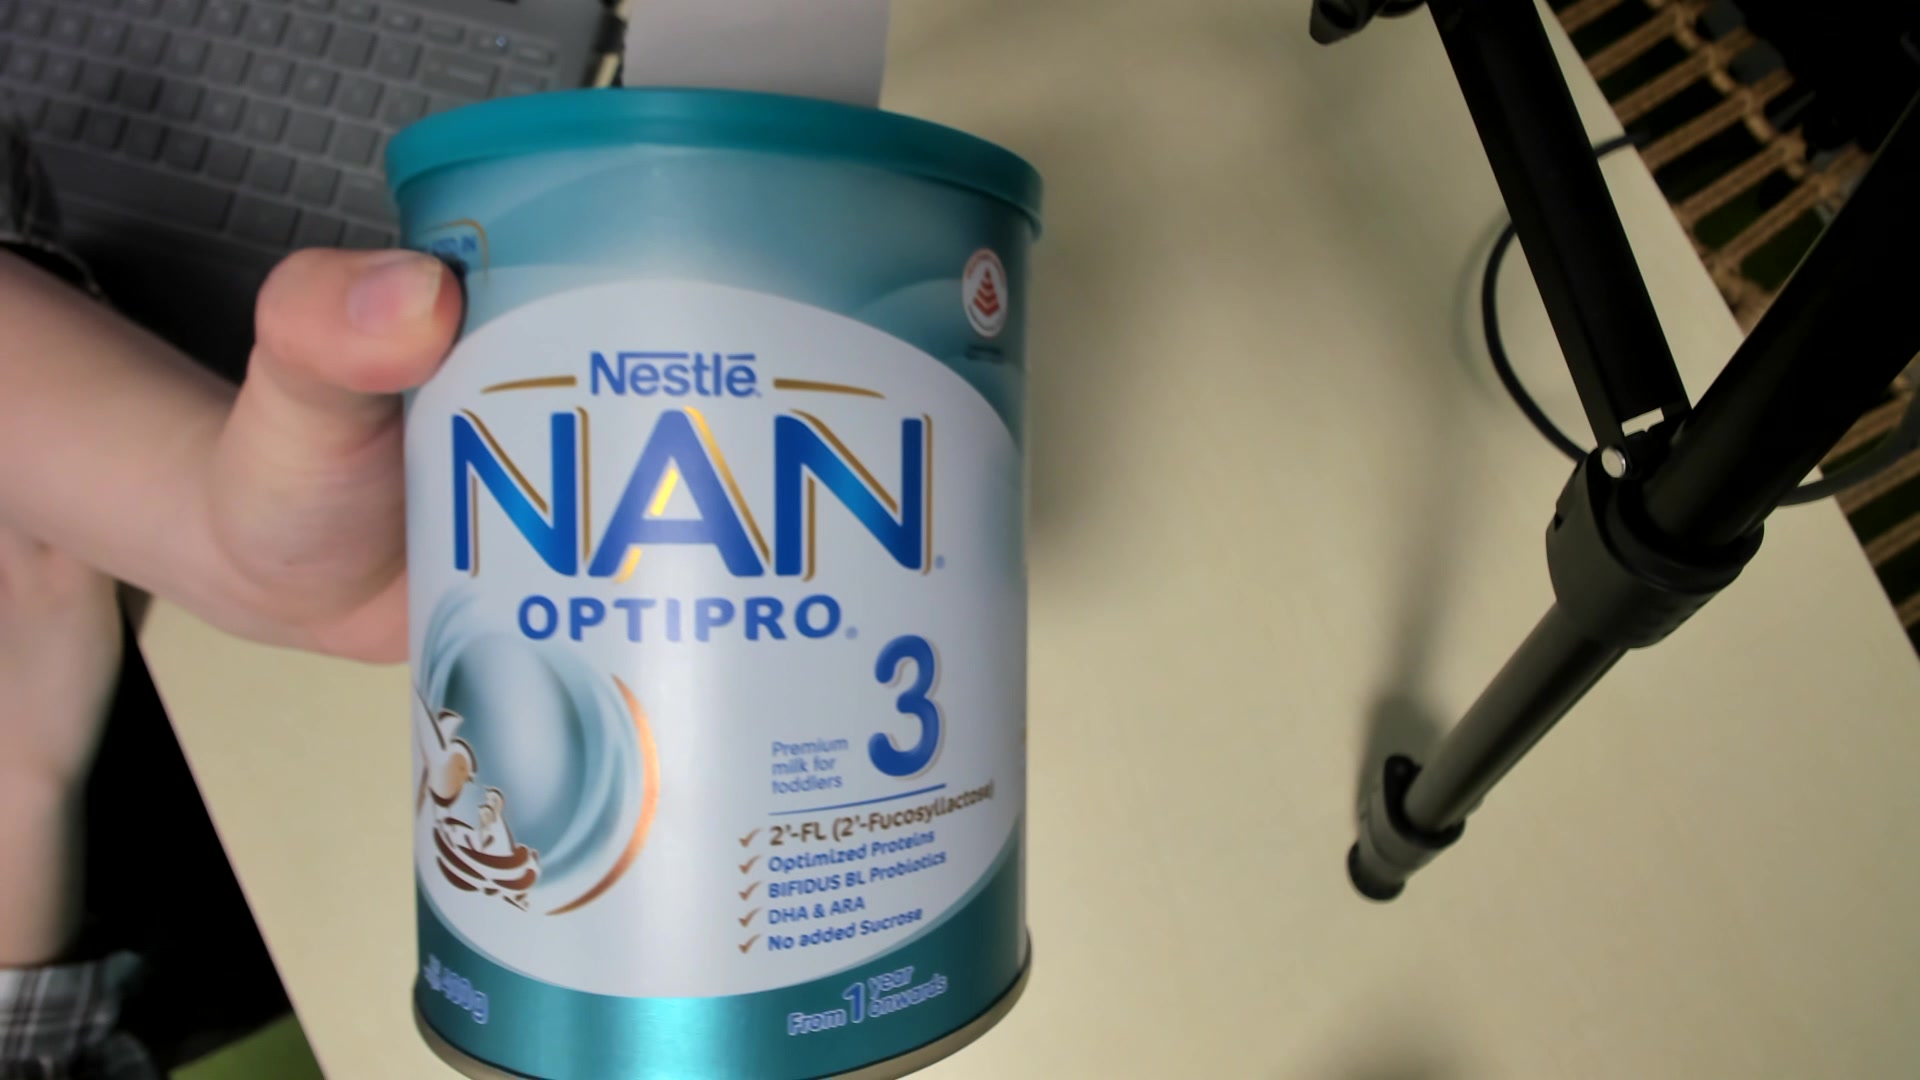 Nestlé
NAN®
OPTIPRO®
3
Premium
milk for
toddlers
✓ 2'-FL (2'-Fucosyllactose)
✓ Optimized Proteins
✓ BIFIDUS BL Probiotics
✓ DHA & ARA
✓ No added Sucrose
400g
From 1 year
onwards